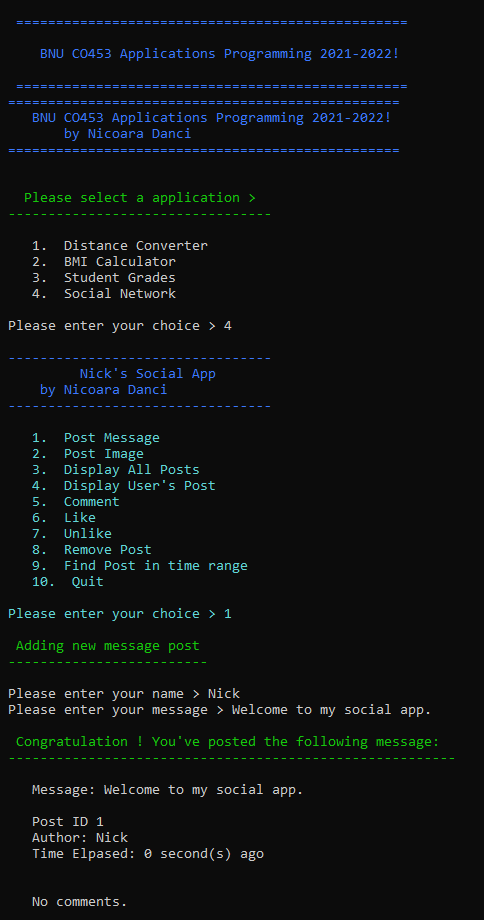 =================================================
BNU CO453 Applications Programming 2021-2022!
=================================================
=================================================
BNU CO453 Applications Programming 2021-2022!
by Nicoara Danci
=================================================
Please select a application >
---------------------------------
1.  Distance Converter
2.  BMI Calculator
3.  Student Grades
4.  Social Network
Please enter your choice > 4
---------------------------------
Nick's Social App
by Nicoara Danci
---------------------------------
1.  Post Message
2.  Post Image
3.  Display All Posts
4.  Display User's Post
5.  Comment
6.  Like
7.  Unlike
8.  Remove Post
9.  Find Post in time range
10.  Quit
Please enter your choice > 1
Adding new message post
-------------------------
Please enter your name > Nick
Please enter your message > Welcome to my social app.
Congratulation ! You've posted the following message:
--------------------------------------------------------
Message: Welcome to my social app.
Post ID 1
Author: Nick
Time Elpased: 0 second(s) ago
No comments.